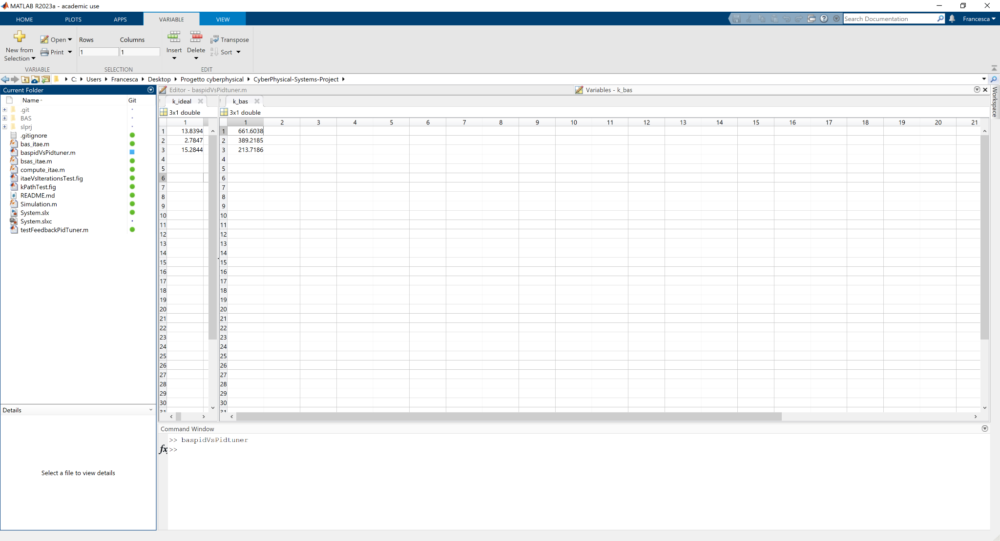 MATLAB R2023a - academic use
HOME PLOTS APPS VARIABLE VIEW Search Documentation Francesca
New from Selection Open Print Rows Columns 1 1 Insert Delete Transpose Sort
VARIABLE SELECTION EDIT
C: Users Francesca Desktop Progetto cyberphysical CyberPhysical-Systems-Project
Current Folder
Name Git
.git
BAS
slprj
.gitignore
bas_itae.m
baspidVsPidtuner.m
bsas_itae.m
compute_itae.m
itaeVsIterationsTest.fig
kPathTest.fig
README.md
Simulation.m
System.slx
System.slxc
testFeedbackPidTuner.m
Details
Select a file to view details
Editor - baspidVsPidtuner.m
Variables - k_bas
k_ideal
3x1 double
1
1 13.8394
2 2.7847
3 15.2844
4
5
6
7
8
9
10
11
12
13
14
15
16
17
18
19
20
21
22
23
24
25
26
27
28
29
30
31
k_bas
3x1 double
1 2 3 4 5 6 7 8 9 10 11 12 13 14 15 16 17 18 19 20 21
1 661.6038
2 389.2185
3 213.7186
4
5
6
7
8
9
10
11
12
13
14
15
16
17
18
19
20
21
22
23
24
25
26
27
28
29
30
31
Workspace
Command Window
>> baspidVsPidtuner
fx >>